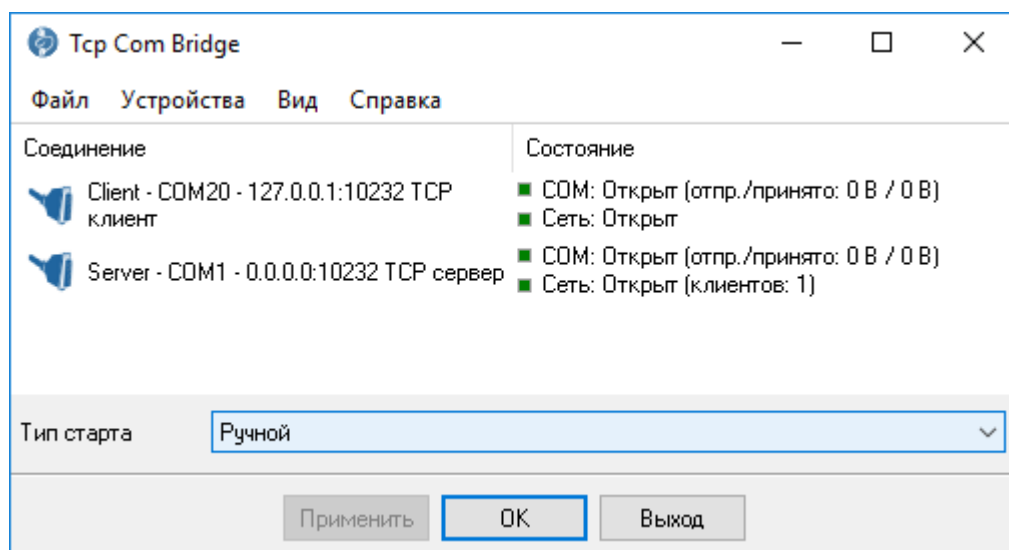 Tcp Com Bridge
Файл Устройства Вид Справка
Соединение Состояние
Client - COM20 - 127.0.0.1:10232 TCP
клиент
COM: Открыт (отпр./принято: 0 B / 0 B)
Сеть: Открыт
Server - COM1 - 0.0.0.0:10232 TCP сервер
COM: Открыт (отпр./принято: 0 B / 0 B)
Сеть: Открыт (клиентов: 1)
Тип старта Ручной
Применить OK Выход